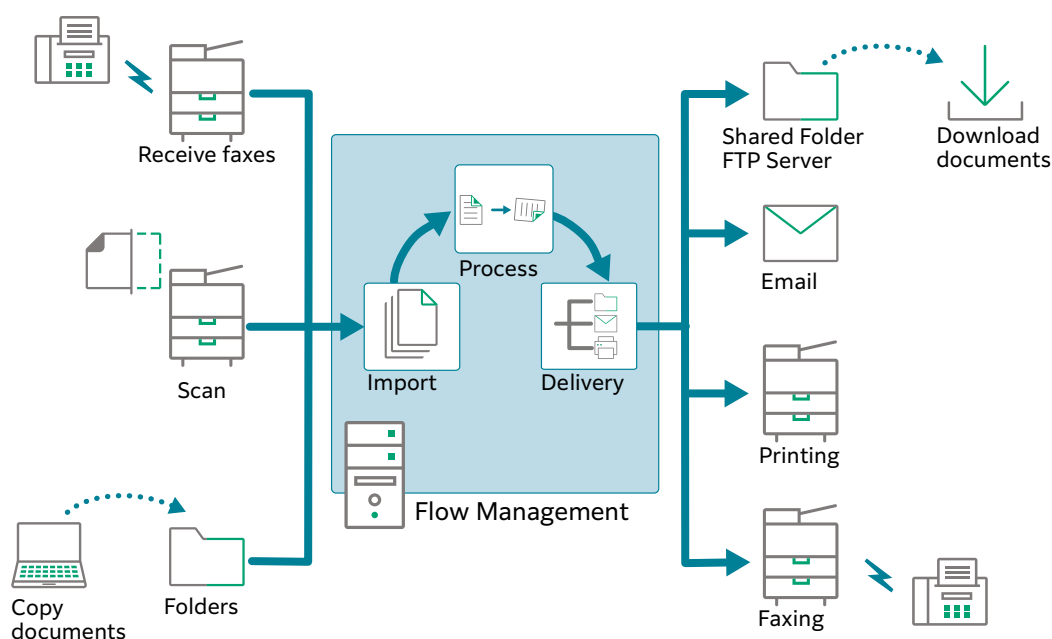 Receive faxes
Scan
Copy
documents
Folders
Import
Process
Delivery
Flow Management
Shared Folder
FTP Server
Download
documents
Email
Printing
Faxing